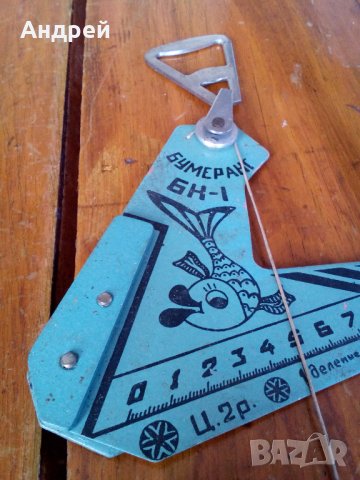 Андрей
БУМЕРАНГ
БК-1
0 1 2 3 4 5 6 7
Ц.2р.
деление
BAZAR